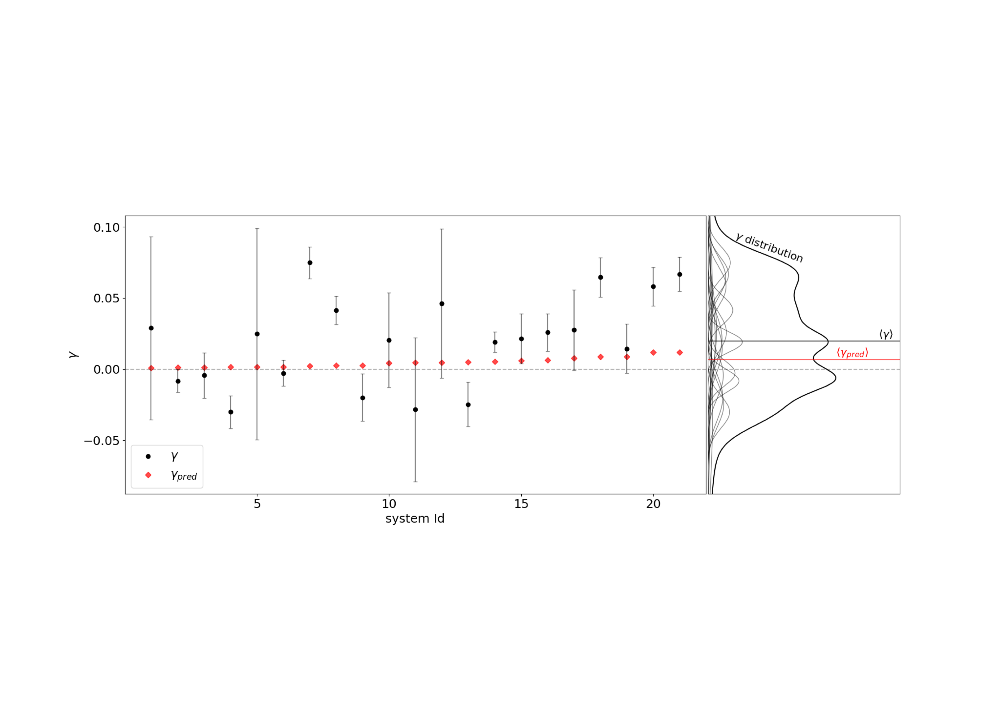 0.10
0.05
0.00
−0.05
γ
γ
γpred
5
10
15
20
system Id
γ distribution
⟨γ⟩
⟨γpred⟩